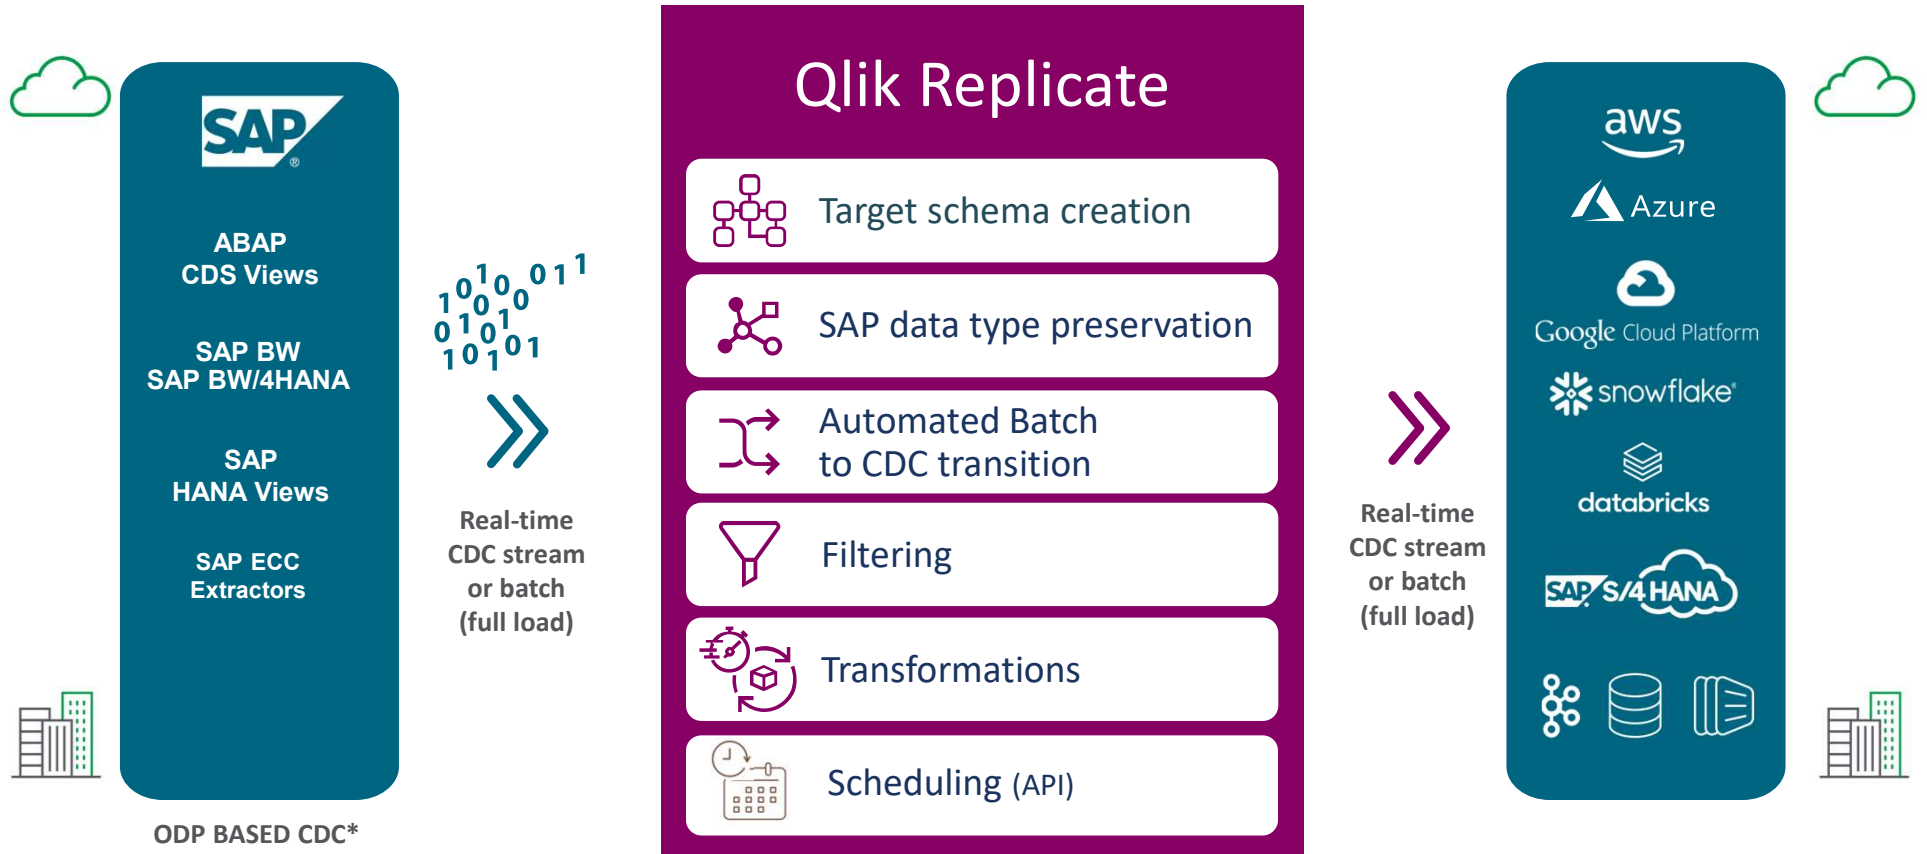 SAP
®
ABAP
CDS Views
SAP BW
SAP BW/4HANA
SAP
HANA Views
SAP ECC
Extractors
ODP BASED CDC*
1 0 1 0 0 0 1 1 1
1 0 0 0
0 1 0 1 0
1 0 1 0 1 0 1
Real-time
CDC stream
or batch
(full load)
Qlik Replicate
Target schema creation
SAP data type preservation
Automated Batch
to CDC transition
Filtering
Transformations
Scheduling (API)
Real-time
CDC stream
or batch
(full load)
aws
Azure
Google Cloud Platform
snowflake®
databricks
SAP S/4HANA